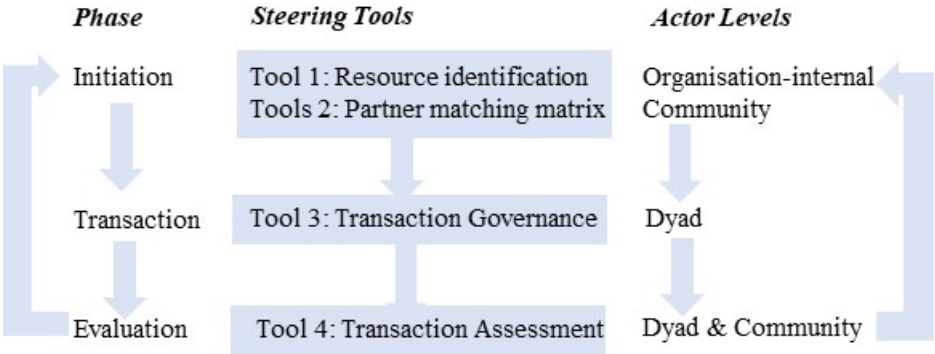 Phase Steering Tools Actor Levels
Initiation Tool 1: Resource identification Organisation-internal
Tools 2: Partner matching matrix Community
Transaction Tool 3: Transaction Governance Dyad
Evaluation Tool 4: Transaction Assessment Dyad & Community